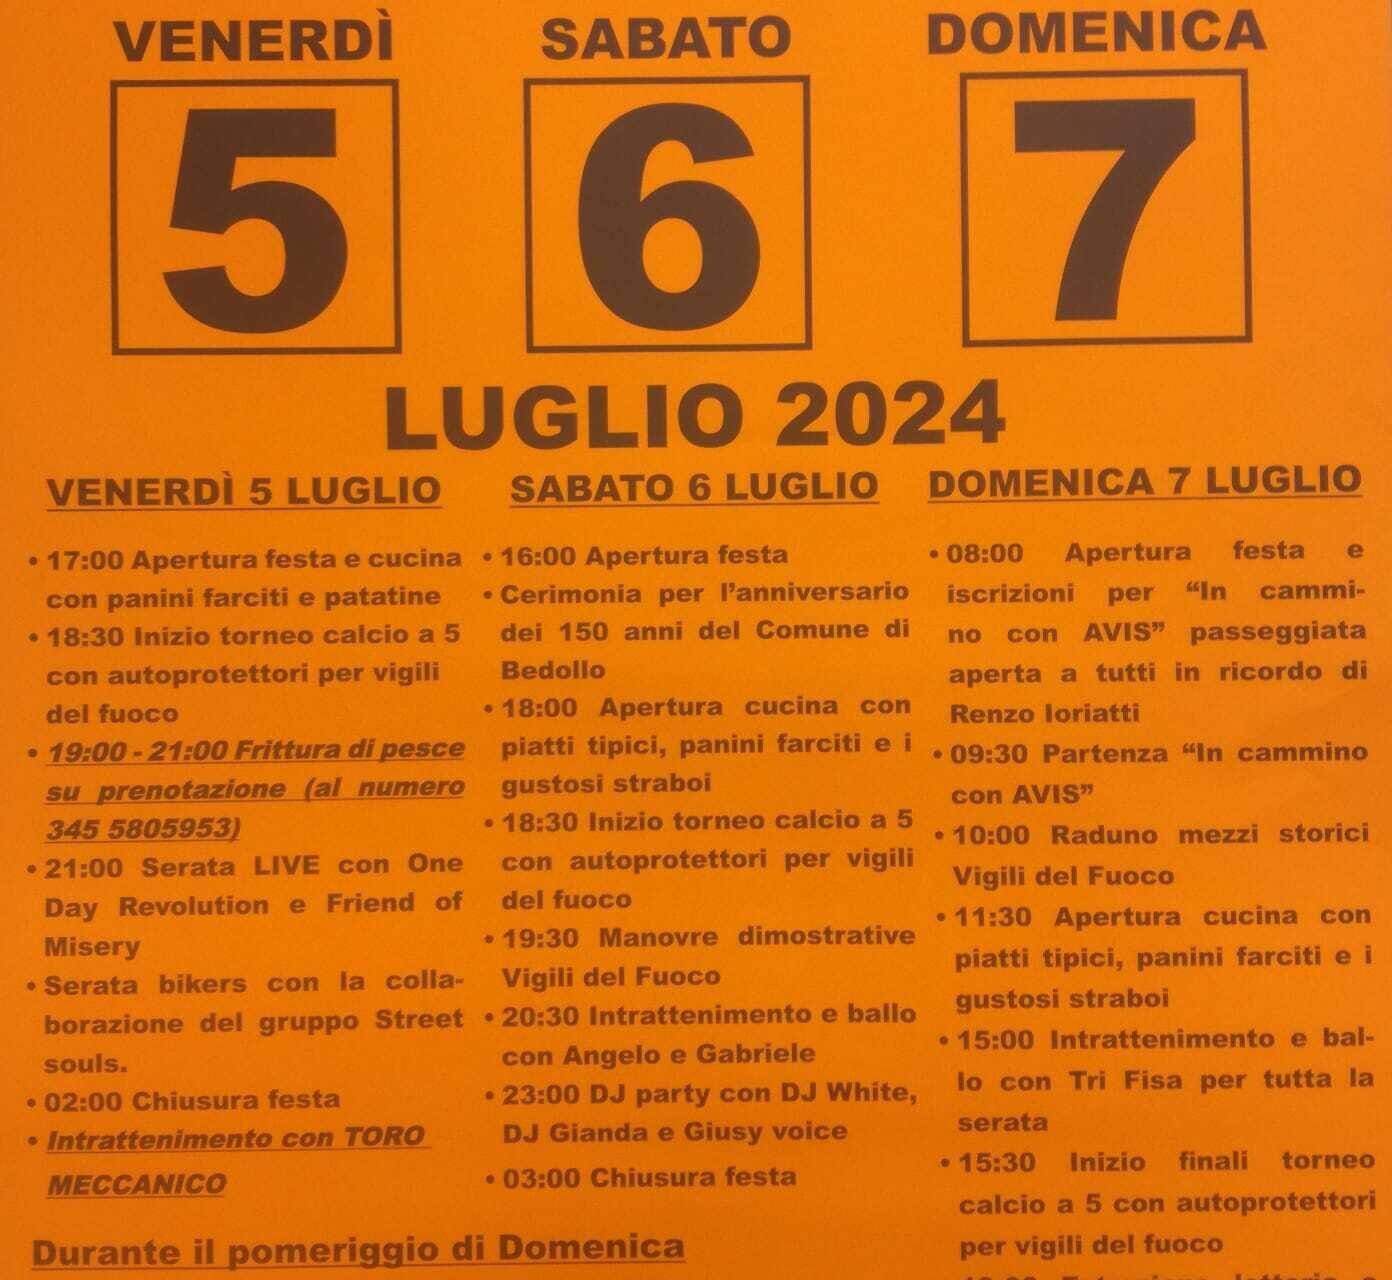 VENERDÌ
SABATO
DOMENICA
5
6
7
LUGLIO 2024
VENERDÌ 5 LUGLIO
• 17:00 Apertura festa e cucina
con panini farciti e patatine
• 18:30 Inizio torneo calcio a 5
con autoprotettori per vigili
del fuoco
• 19:00 - 21:00 Frittura di pesce
su prenotazione (al numero
345 5805953)
• 21:00 Serata LIVE con One
Day Revolution e Friend of
Misery
• Serata bikers con la colla-
borazione del gruppo Street
souls.
• 02:00 Chiusura festa
• Intrattenimento con TORO
MECCANICO
SABATO 6 LUGLIO
• 16:00 Apertura festa
• Cerimonia per l'anniversario
dei 150 anni del Comune di
Bedollo
• 18:00 Apertura cucina con
piatti tipici, panini farciti e i
gustosi straboi
• 18:30 Inizio torneo calcio a 5
con autoprotettori per vigili
del fuoco
• 19:30 Manovre dimostrative
Vigili del Fuoco
• 20:30 Intrattenimento e ballo
con Angelo e Gabriele
• 23:00 DJ party con DJ White,
DJ Gianda e Giusy voice
• 03:00 Chiusura festa
DOMENICA 7 LUGLIO
• 08:00 Apertura festa e
iscrizioni per “In cammi-
no con AVIS” passeggiata
aperta a tutti in ricordo di
Renzo Ioriatti
• 09:30 Partenza “In cammino
con AVIS”
• 10:00 Raduno mezzi storici
Vigili del Fuoco
• 11:30 Apertura cucina con
piatti tipici, panini farciti e i
gustosi straboi
• 15:00 Intrattenimento e bal-
lo con Tri Fisa per tutta la
serata
• 15:30 Inizio finali torneo
calcio a 5 con autoprotettori
per vigili del fuoco
Durante il pomeriggio di Domenica